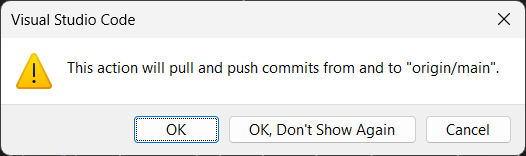 Visual Studio Code
This action will pull and push commits from and to "origin/main".
OK
OK, Don't Show Again
Cancel